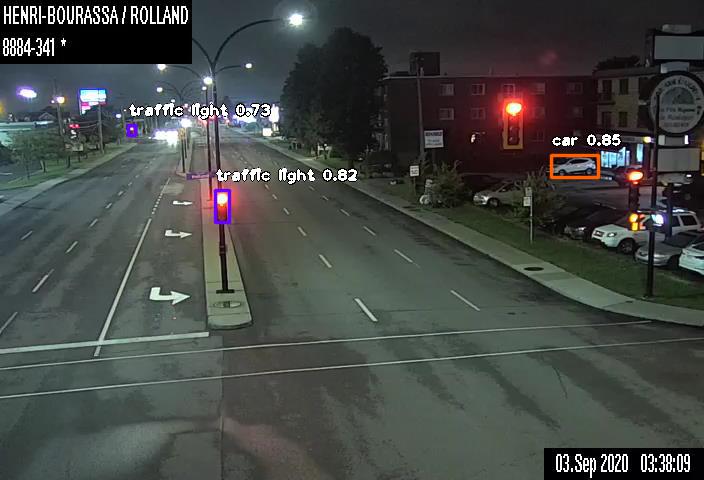 HENRI-BOURASSA / ROLLAND
8884-341 *
traffic light 0.73
car 0.85
traffic light 0.82
03.Sep 2020 03:38:09